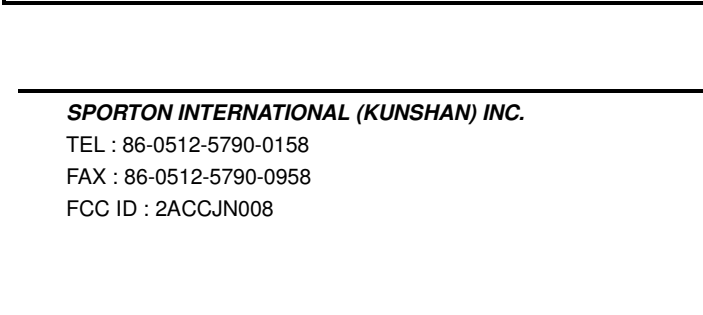 SPORTON INTERNATIONAL (KUNSHAN) INC.
TEL : 86-0512-5790-0158
FAX : 86-0512-5790-0958
FCC ID : 2ACCJN008